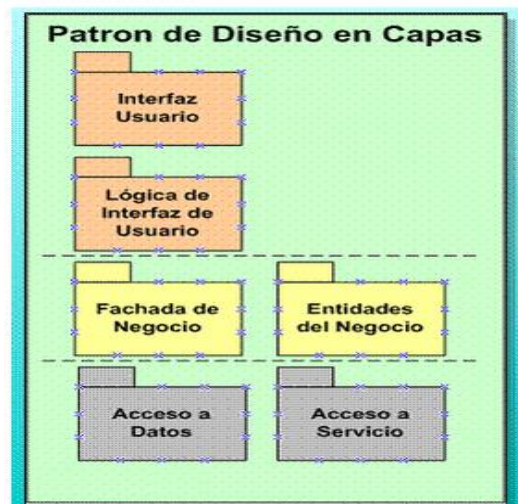 Patron de Diseño en Capas
Interfaz
Usuario
Lógica de
Interfaz de
Usuario
Fachada de
Negocio
Entidades
del Negocio
Acceso a
Datos
Acceso a
Servicio